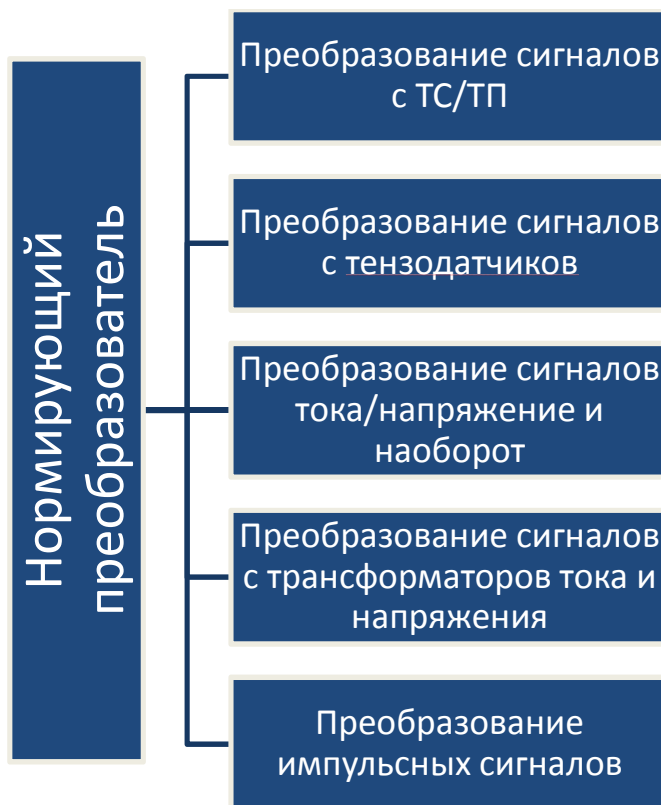 Нормирующий
преобразователь
Преобразование сигналов
с ТС/ТП
Преобразование сигналов
с тензодатчиков
Преобразование сигналов
тока/напряжение и
наоборот
Преобразование сигналов
с трансформаторов тока и
напряжения
Преобразование
импульсных сигналов